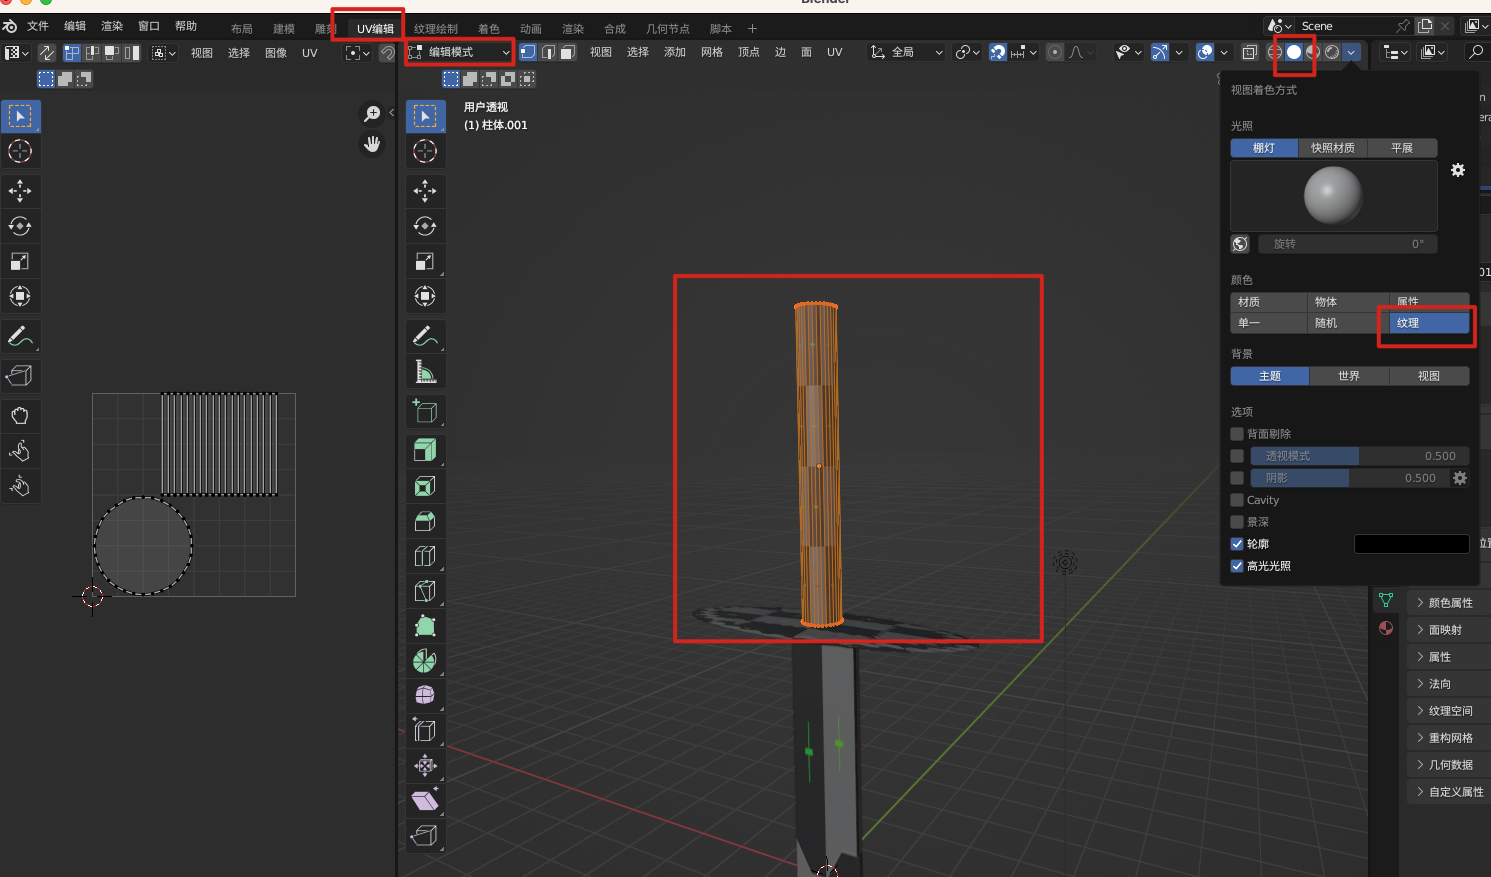 Blender
文件 编辑 渲染 窗口 帮助 布局 建模 雕刻 UV编辑 纹理绘制 着色 动画 渲染 合成 几何节点 脚本 + Scene
视图 选择 图像 UV 编辑模式 视图 选择 添加 网格 顶点 边 面 UV 全局
用户透视
(1) 柱体.001
视图着色方式
光照
棚灯 快照材质 平展
旋转 0°
颜色
材质 物体 属性
单一 随机 纹理
背景
主题 世界 视图
选项
背面剔除
透视模式 0.500
阴影 0.500
Cavity
景深
轮廓
高光光照
颜色属性
面映射
属性
法向
纹理空间
重构网格
几何数据
自定义属性